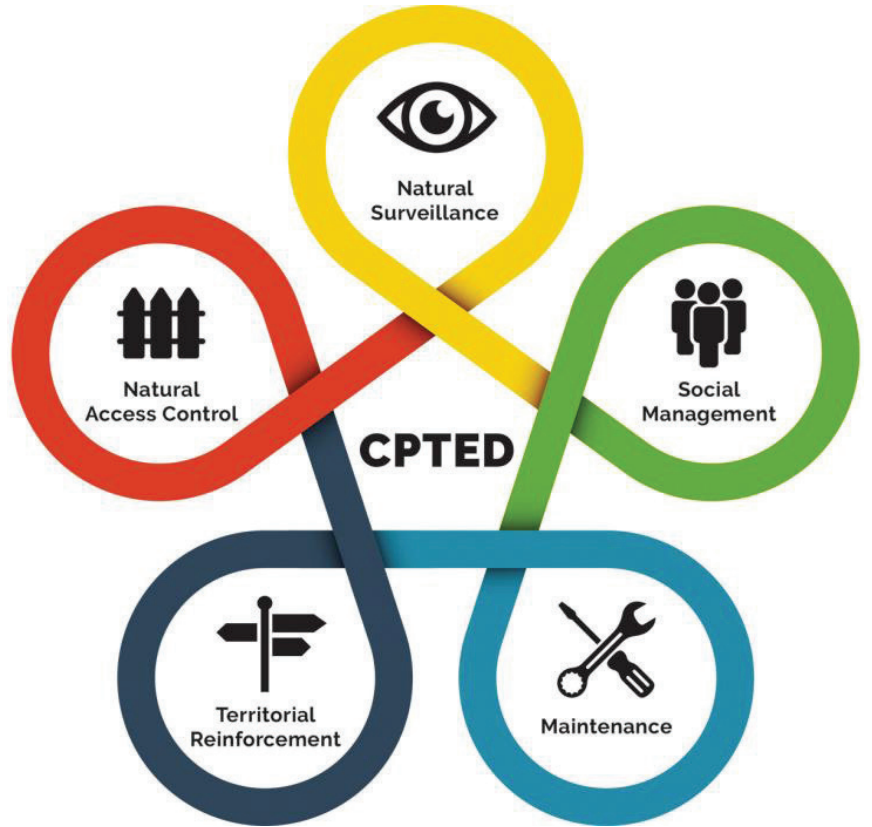 Natural
Surveillance
Natural
Access Control
Social
Management
CPTED
Territorial
Reinforcement
Maintenance